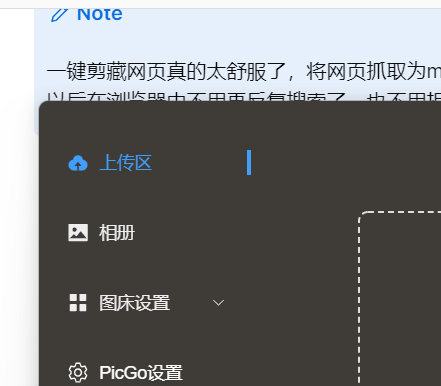 Note
一键剪藏网页真的太舒服了，将网页抓取为m
以后在浏览器中不用再反复搜索了，也不用担
上传区
相册
图床设置
PicGo设置